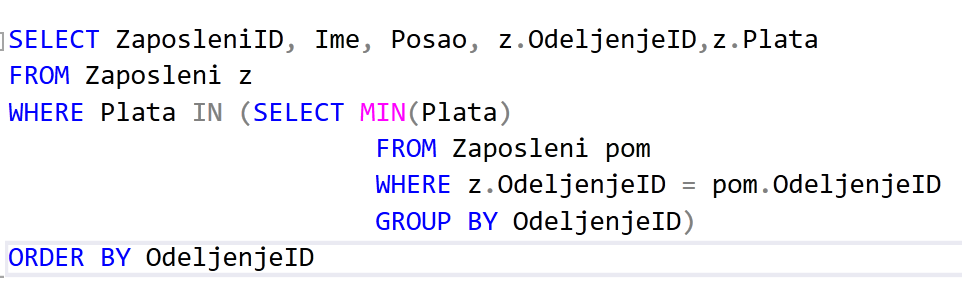 SELECT ZaposleniID, Ime, Posao, z.OdeljenjeID,z.Plata
FROM Zaposleni z
WHERE Plata IN (SELECT MIN(Plata)
FROM Zaposleni pom
WHERE z.OdeljenjeID = pom.OdeljenjeID
GROUP BY OdeljenjeID)
ORDER BY OdeljenjeID